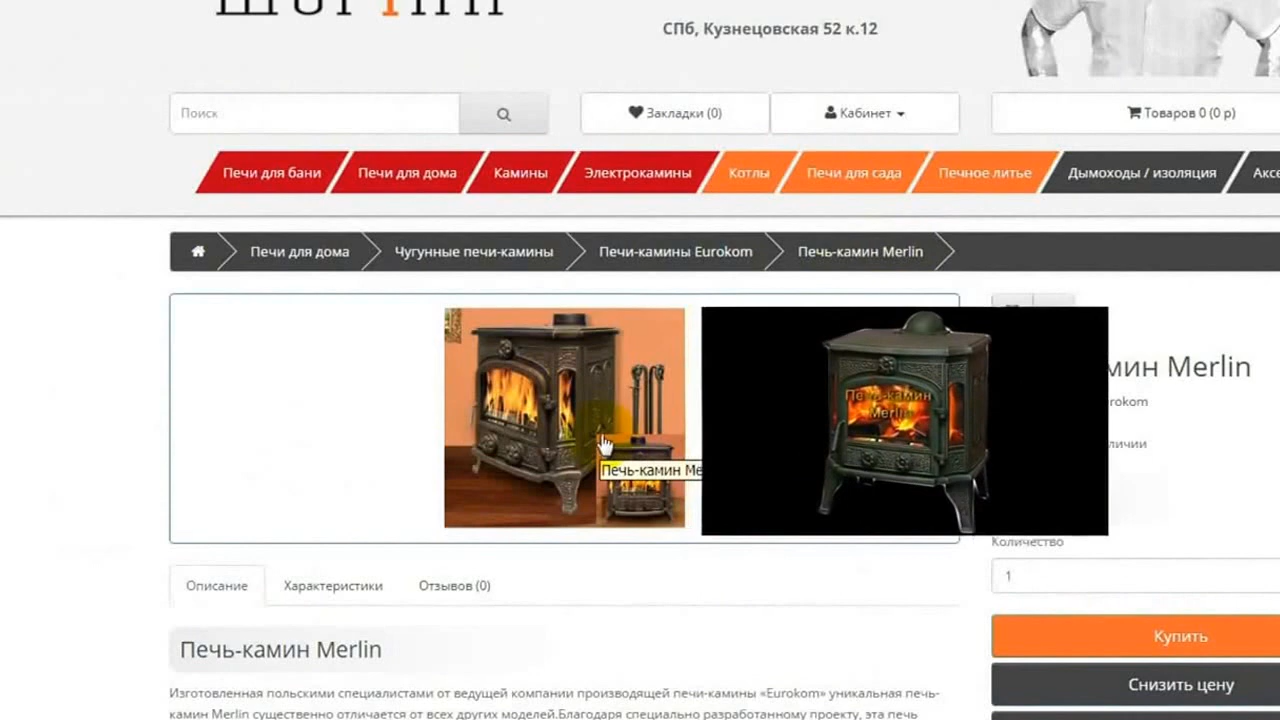 СПб, Кузнецовская 52 к.12
Поиск
Закладки (0)
Кабинет
Товаров 0 (0 р)
Печи для бани
Печи для дома
Камины
Электрокамины
Котлы
Печи для сада
Печное литье
Дымоходы / изоляция
Аксе
Печи для дома
Чугунные печи-камины
Печи-камины Eurokom
Печь-камин Merlin
мин Merlin
rokom
личии
Печь-камин
Merlin
Печь-камин Me
Количество
1
Описание
Характеристики
Отзывов (0)
Купить
Печь-камин Merlin
Снизить цену
Изготовленная польскими специалистами от ведущей компании производящей печи-камины «Eurokom» уникальная печь-
камин Merlin существенно отличается от всех других моделей.Благодаря специально разработанному проекту, эта печь